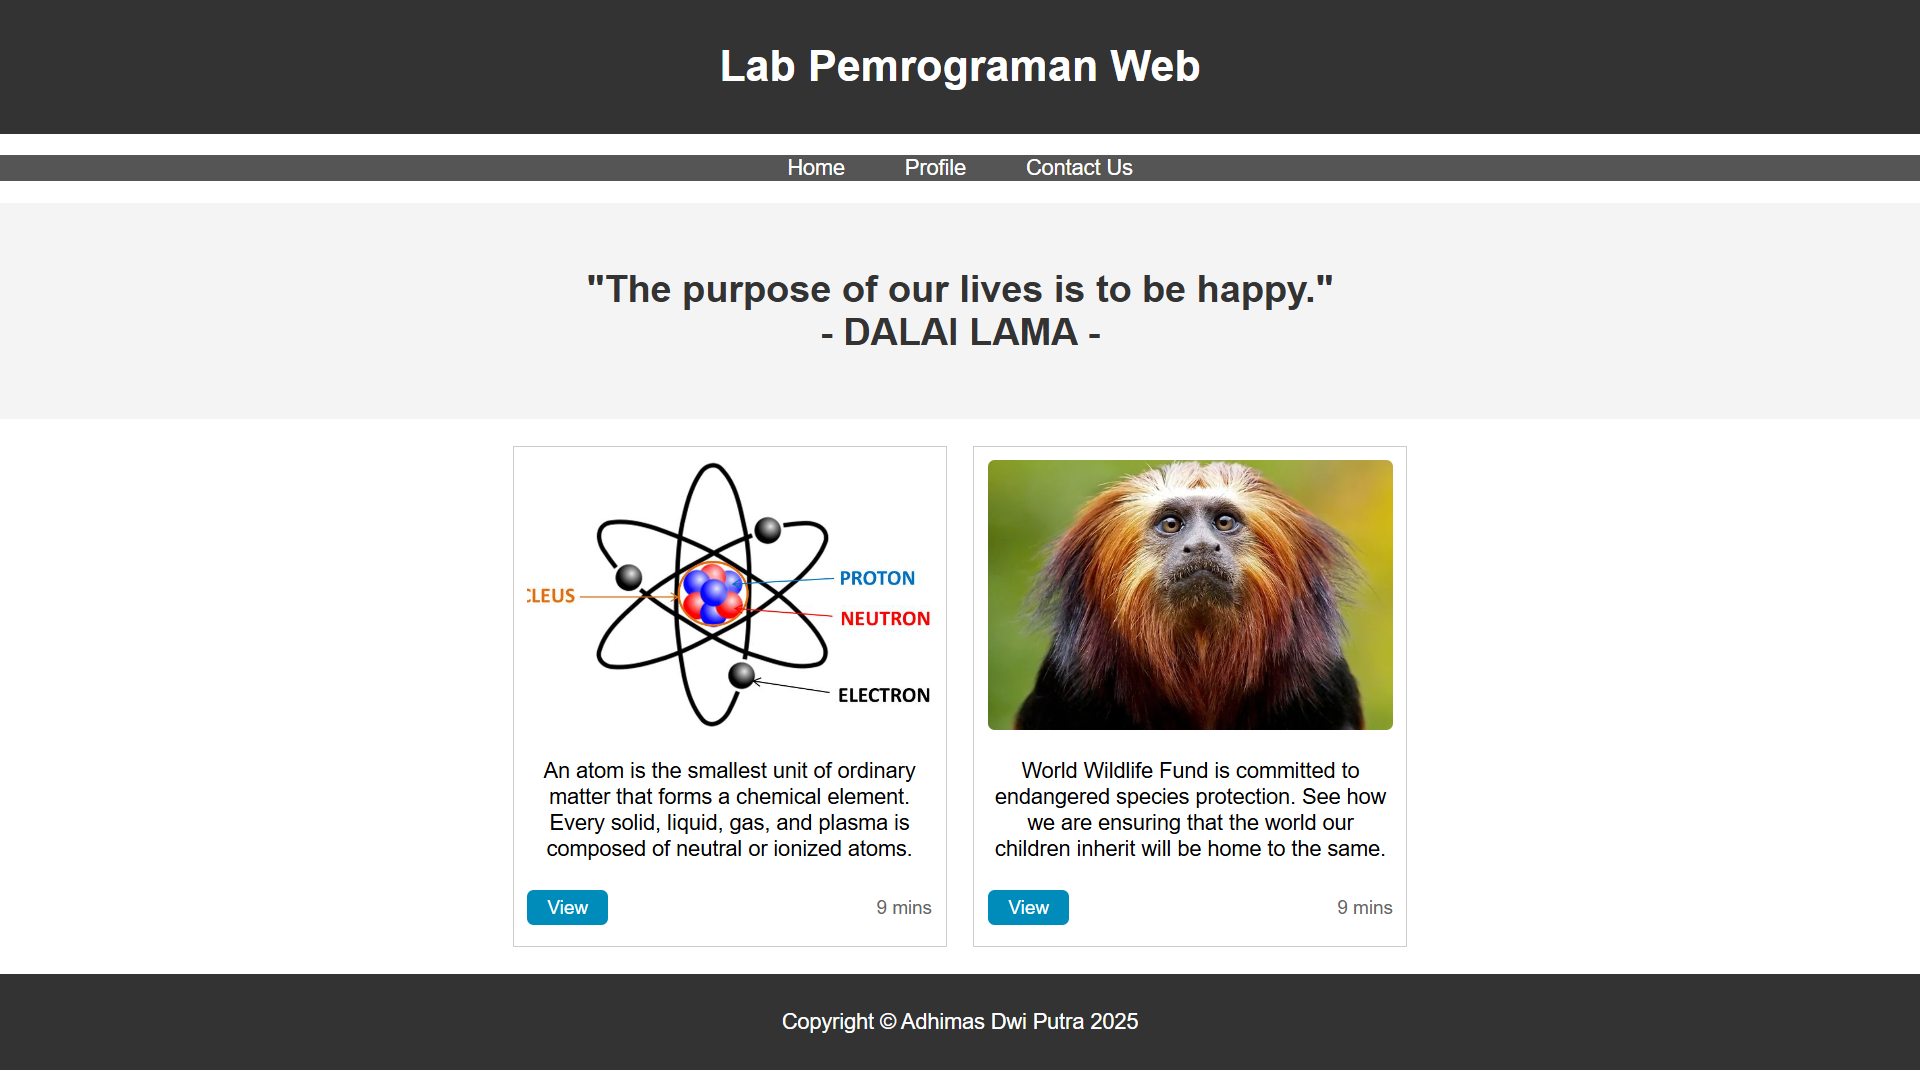 Lab Pemrograman Web
Home Profile Contact Us
"The purpose of our lives is to be happy."
- DALAI LAMA -
CLEUS
PROTON
NEUTRON
ELECTRON
An atom is the smallest unit of ordinary
matter that forms a chemical element.
Every solid, liquid, gas, and plasma is
composed of neutral or ionized atoms.
View 9 mins
World Wildlife Fund is committed to
endangered species protection. See how
we are ensuring that the world our
children inherit will be home to the same.
View 9 mins
Copyright © Adhimas Dwi Putra 2025